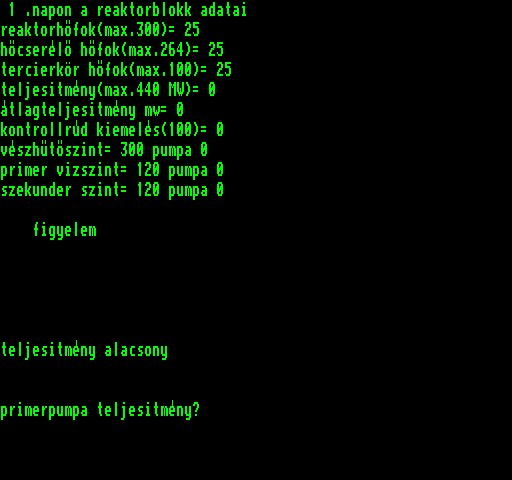 1 .napon a reaktorblokk adatai
reaktorhőfok(max.300)= 25
hőcserélő hőfok(max.264)= 25
tercierkör hőfok(max.100)= 25
teljesitmény(max.440 MW)= 0
átlagteljesitmény mw= 0
kontrollrúd kiemelés(100)= 0
vészhűtőszint= 300 pumpa 0
primer vizszint= 120 pumpa 0
szekunder szint= 120 pumpa 0
figyelem
teljesitmény alacsony
primerpumpa teljesitmény?